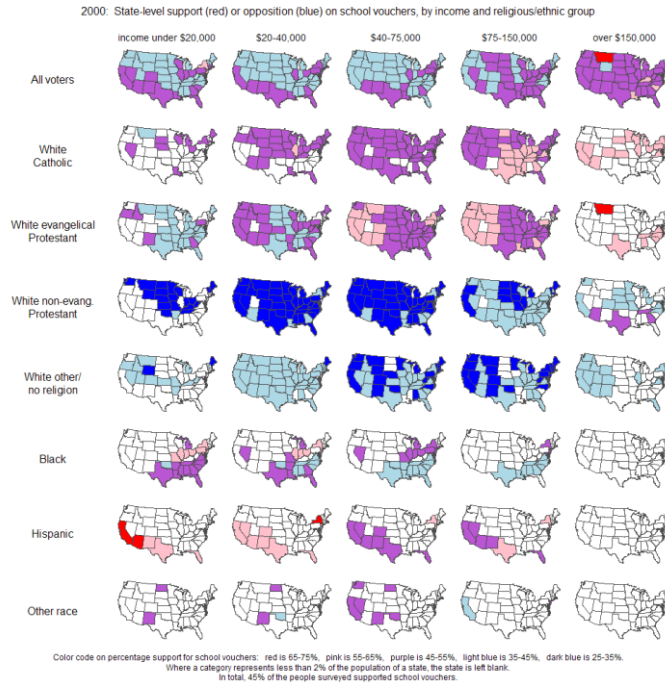 2000: State-level support (red) or opposition (blue) on school vouchers, by income and religious/ethnic group
income under $20,000 $20-40,000 $40-75,000 $75-150,000 over $150,000
All voters
White
Catholic
White evangelical
Protestant
White non-evang.
Protestant
White other/
no religion
Black
Hispanic
Other race
Color code on percentage support for school vouchers: red is 65-75%, pink is 55-65%, purple is 45-55%, light blue is 35-45%, dark blue is 25-35%.
Where a category represents less than 2% of the population of a state, the state is left blank.
In total, 45% of the people surveyed supported school vouchers.